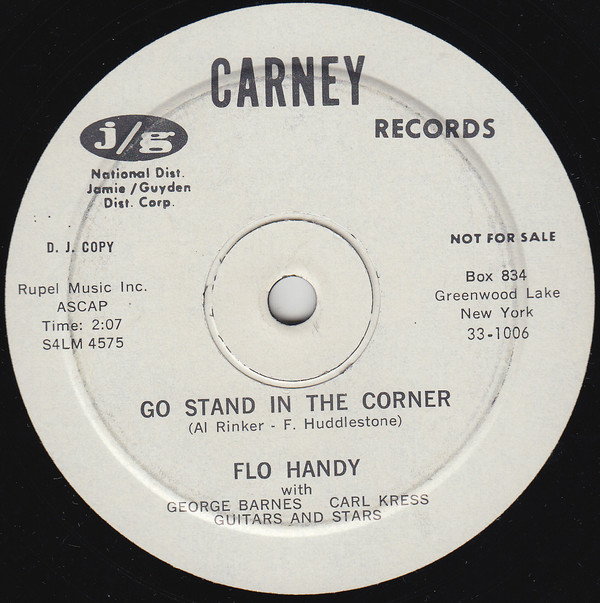 CARNEY
RECORDS
j/g
National Dist.
Jamie/Guyden
Dist. Corp.
D. J. COPY
Rupel Music Inc.
ASCAP
Time: 2:07
S4LM 4575
NOT FOR SALE
Box 834
Greenwood Lake
New York
33-1006
GO STAND IN THE CORNER
(Al Rinker - F. Huddlestone)
FLO HANDY
with
GEORGE BARNES CARL KRESS
GUITARS AND STARS